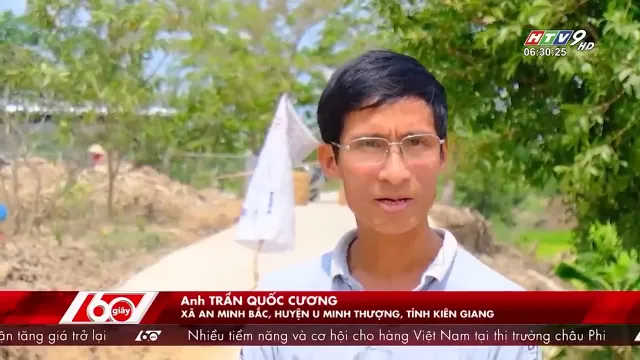 HTV9 HD
06:30:25
Anh TRẦN QUỐC CƯƠNG
XÃ AN MINH BẮC, HUYỆN U MINH THƯỢNG, TỈNH KIÊN GIANG
60 giây
ận tăng giá trở lại 60 giây Nhiều tiềm năng và cơ hội cho hàng Việt Nam tại thị trường châu Phi